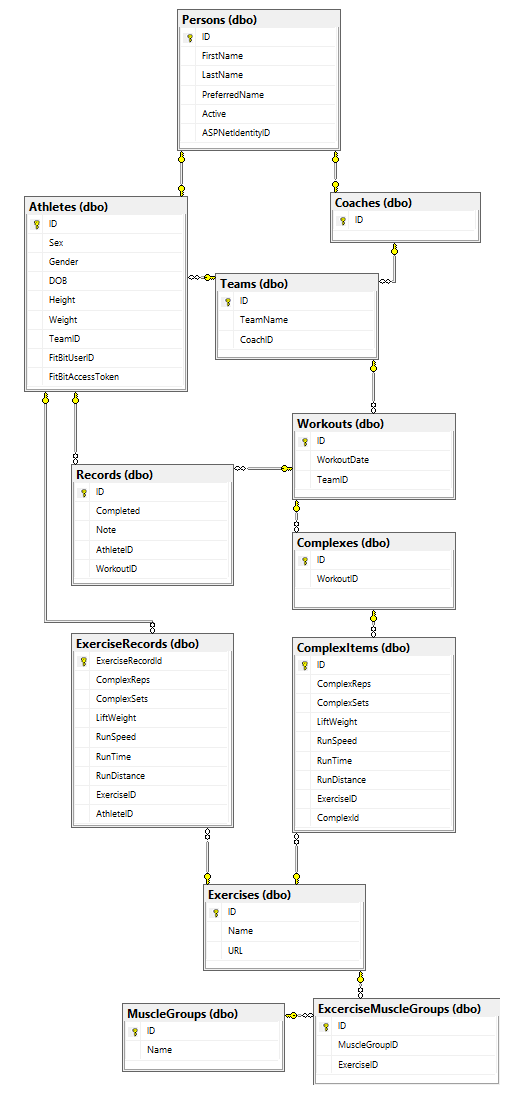 Persons (dbo)
ID
FirstName
LastName
PreferredName
Active
ASPNetIdentityID
Athletes (dbo)
ID
Sex
Gender
DOB
Height
Weight
TeamID
FitBitUserID
FitBitAccessToken
Coaches (dbo)
ID
Teams (dbo)
ID
TeamName
CoachID
Workouts (dbo)
ID
WorkoutDate
TeamID
Records (dbo)
ID
Completed
Note
AthleteID
WorkoutID
Complexes (dbo)
ID
WorkoutID
ExerciseRecords (dbo)
ExerciseRecordId
ComplexReps
ComplexSets
LiftWeight
RunSpeed
RunTime
RunDistance
ExerciseID
AthleteID
ComplexItems (dbo)
ID
ComplexReps
ComplexSets
LiftWeight
RunSpeed
RunTime
RunDistance
ExerciseID
ComplexId
Exercises (dbo)
ID
Name
URL
MuscleGroups (dbo)
ID
Name
ExcerciseMuscleGroups (dbo)
ID
MuscleGroupID
ExerciseID